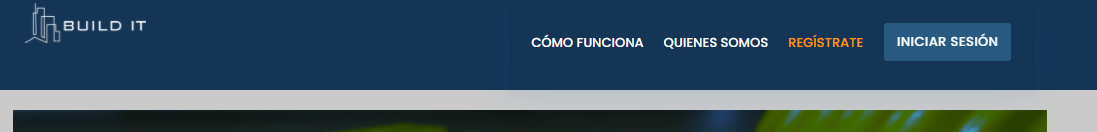 BUILD IT
CÓMO FUNCIONA QUIENES SOMOS REGÍSTRATE INICIAR SESIÓN